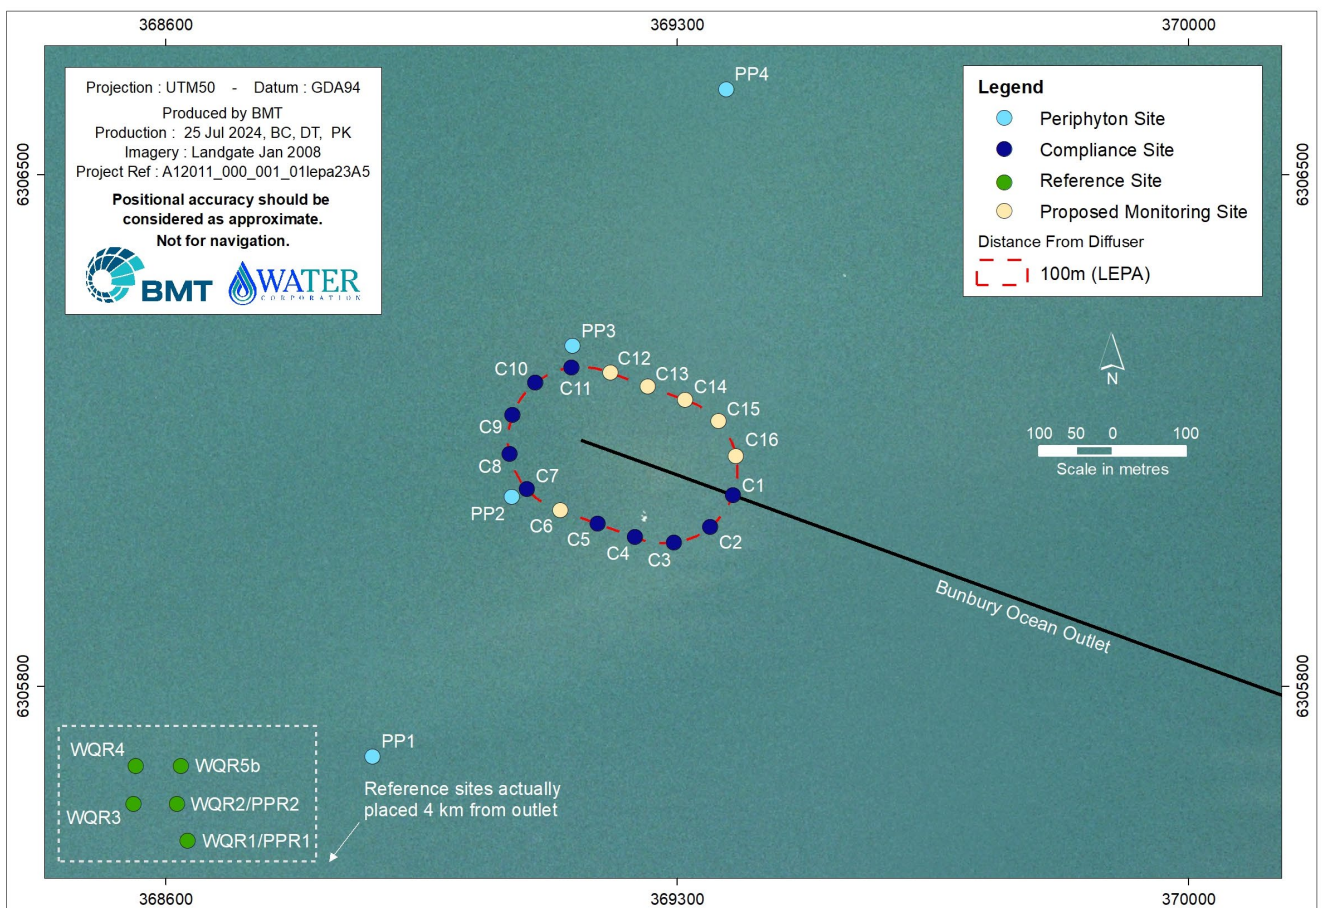 368600
369300
370000
Projection : UTM50 - Datum : GDA94
Produced by BMT
Production : 25 Jul 2024, BC, DT, PK
Imagery : Landgate Jan 2008
Project Ref : A12011_000_001_01lepa23A5
Positional accuracy should be
considered as approximate.
Not for navigation.
BMT
WATER
CORPORATION
PP4
Legend
Periphyton Site
Compliance Site
Reference Site
Proposed Monitoring Site
Distance From Diffuser
100m (LEPA)
6306500
6306500
PP3
C10
C11
C12
C13
C14
C15
C16
C9
C8
C7
C1
PP2
C6
C5
C4
C3
C2
N
100 50 0 100
Scale in metres
Bunbury Ocean Outlet
6305800
6305800
PP1
Reference sites actually
placed 4 km from outlet
WQR4
WQR5b
WQR3
WQR2/PPR2
WQR1/PPR1
368600
369300
370000